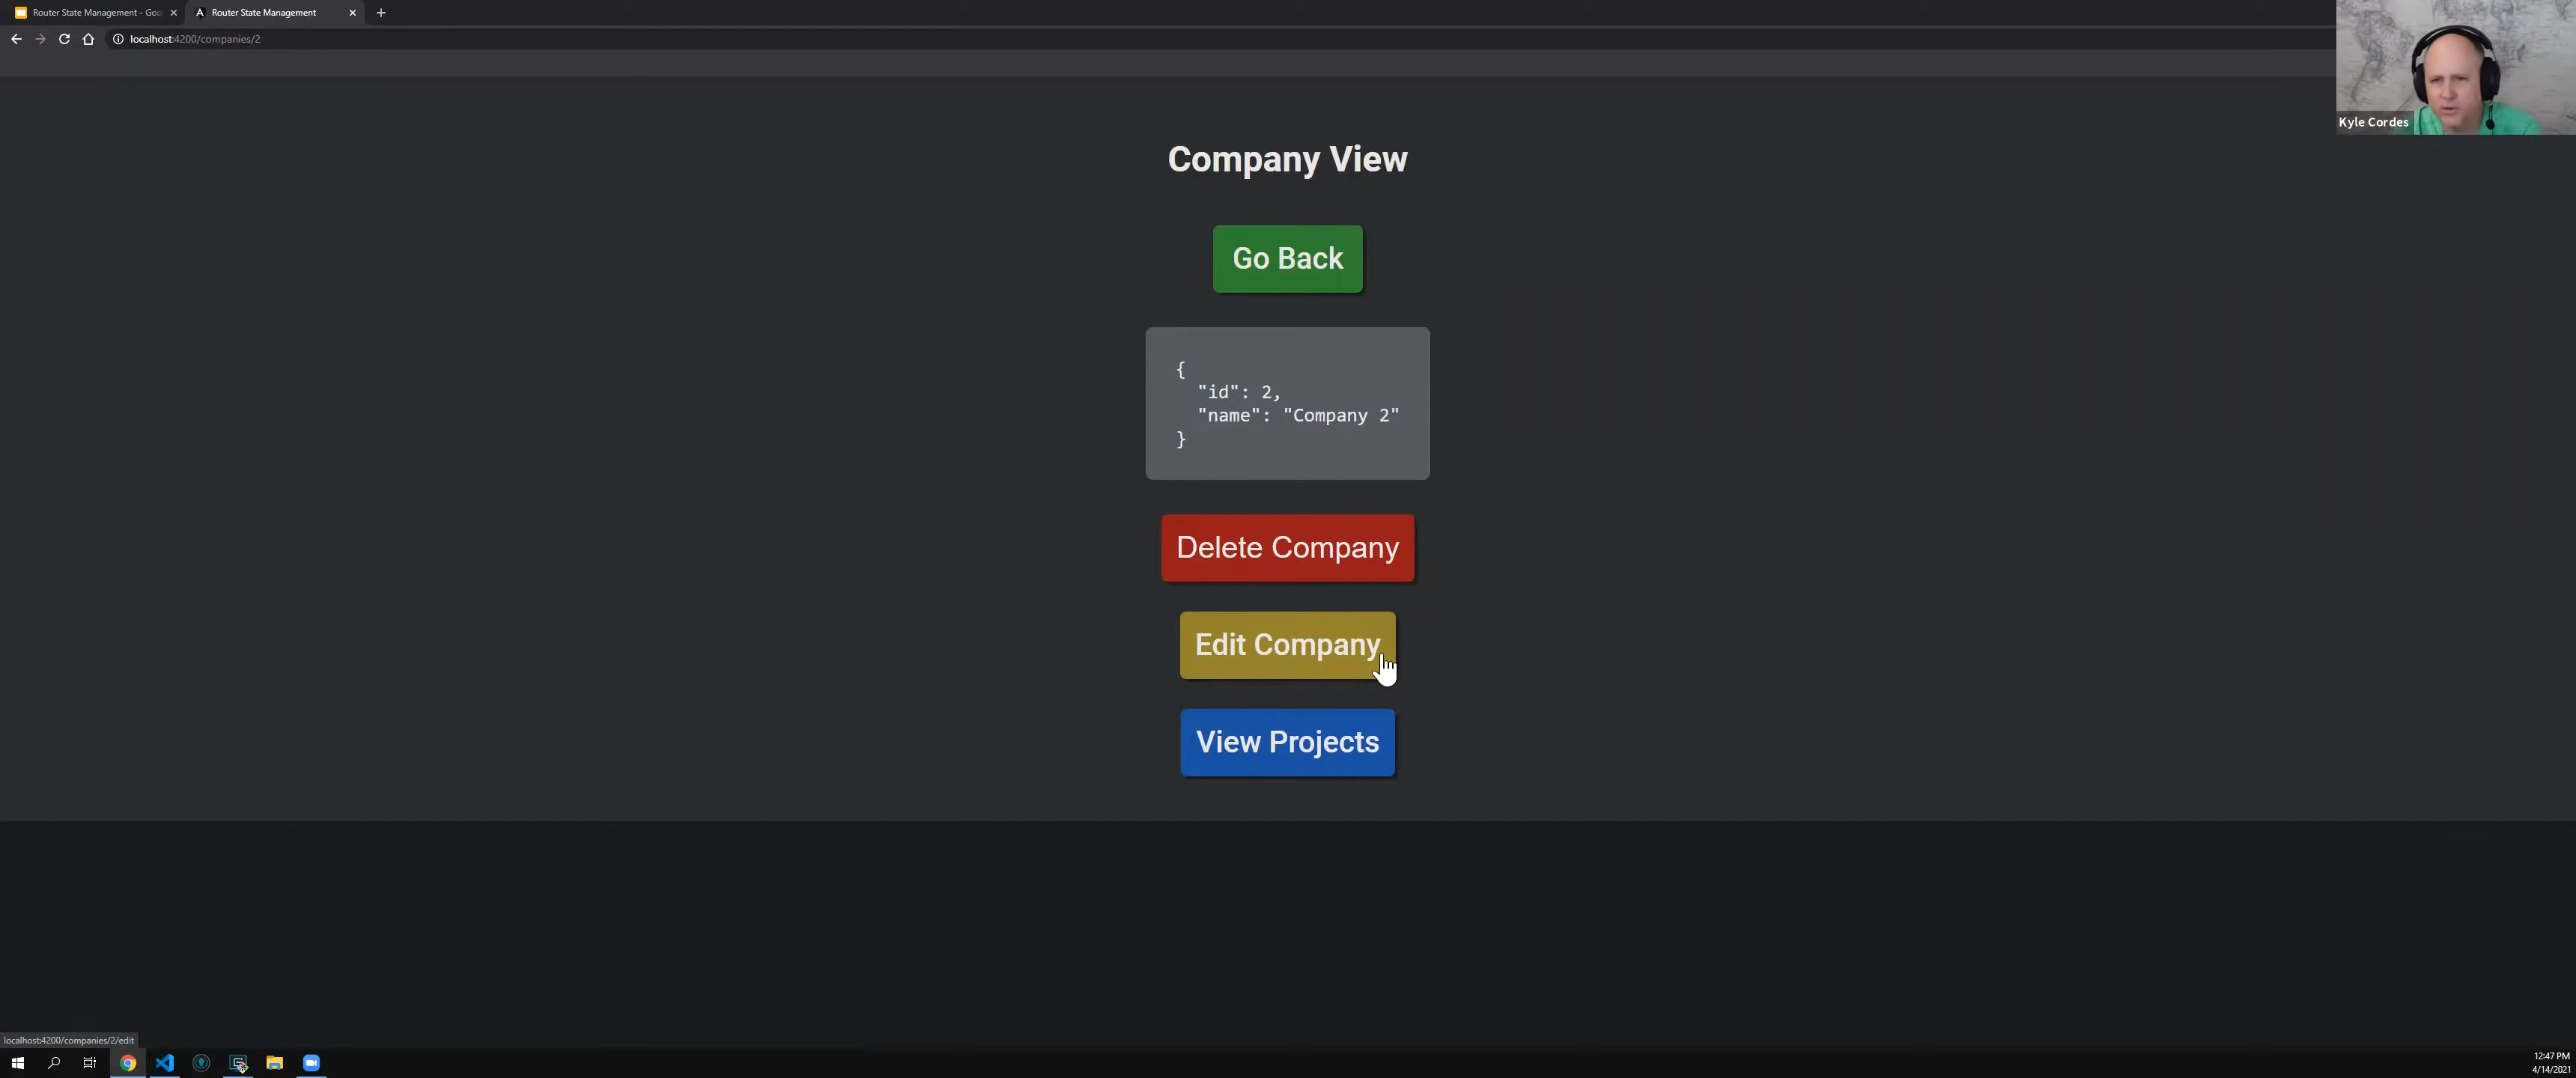 Router State Management - Goo
Router State Management
localhost:4200/companies/2
Kyle Cordes
Company View
Go Back
{
"id": 2,
"name": "Company 2"
}
Delete Company
Edit Company
View Projects
localhost:4200/companies/2/edit
12:47 PM
4/14/2021